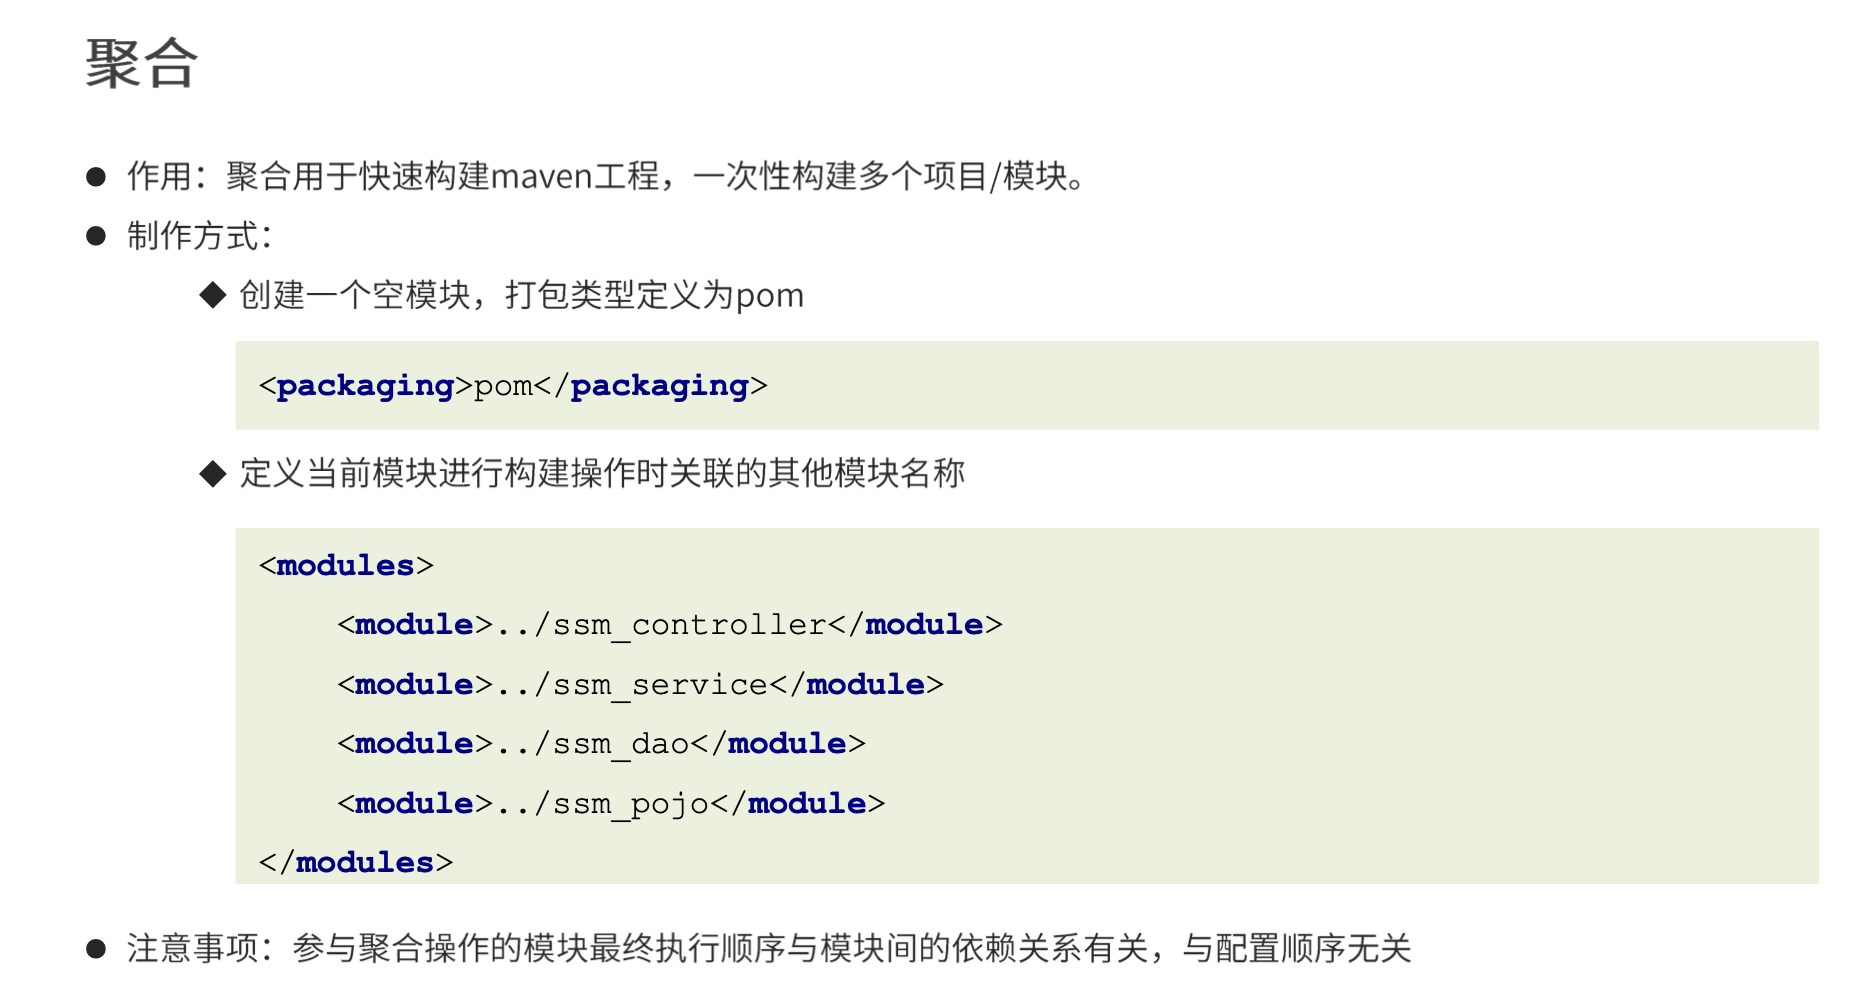 聚合
● 作用：聚合用于快速构建maven工程，一次性构建多个项目/模块。
● 制作方式：
◆ 创建一个空模块，打包类型定义为pom
<packaging>pom</packaging>
◆ 定义当前模块进行构建操作时关联的其他模块名称
<modules>
    <module>../ssm_controller</module>
    <module>../ssm_service</module>
    <module>../ssm_dao</module>
    <module>../ssm_pojo</module>
</modules>
● 注意事项：参与聚合操作的模块最终执行顺序与模块间的依赖关系有关，与配置顺序无关